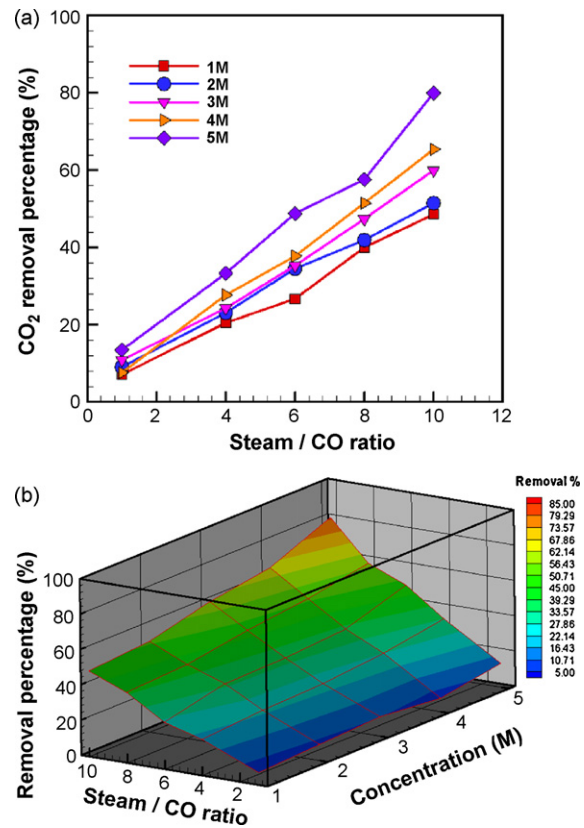 (a)
100
80
60
40
20
0
CO₂ removal percentage (%)
1M
2M
3M
4M
5M
0 2 4 6 8 10 12
Steam / CO ratio
(b)
Removal %
85.00
79.29
73.57
67.86
62.14
56.43
50.71
45.00
39.29
33.57
27.86
22.14
16.43
10.71
5.00
100
80
60
40
20
0
Removal percentage (%)
10 8 6 4 2
Steam / CO ratio
1 2 3 4 5
Concentration (M)